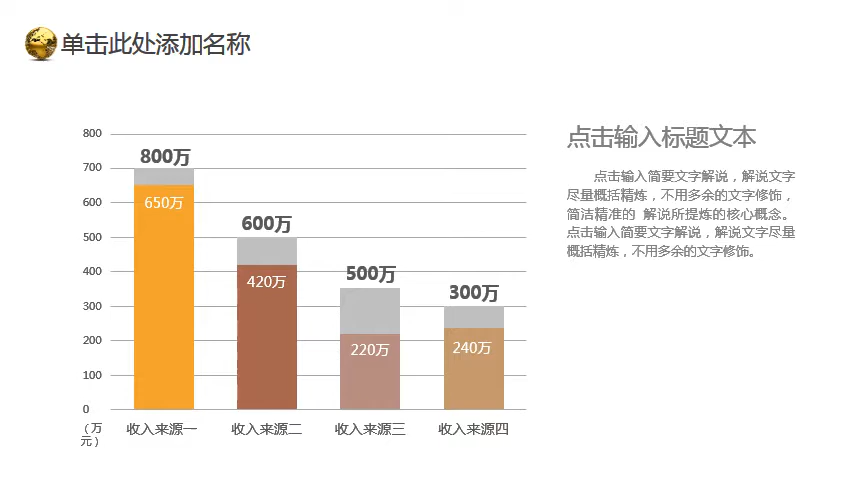 单击此处添加名称
点击输入标题文本
点击输入简要文字解说，解说文字
尽量概括精炼，不用多余的文字修饰，
简洁精准的 解说所提炼的核心概念。
点击输入简要文字解说，解说文字尽量
概括精炼，不用多余的文字修饰。
800
700
600
500
400
300
200
100
0
（万
元）
800万
650万
600万
420万
500万
220万
300万
240万
收入来源一
收入来源二
收入来源三
收入来源四